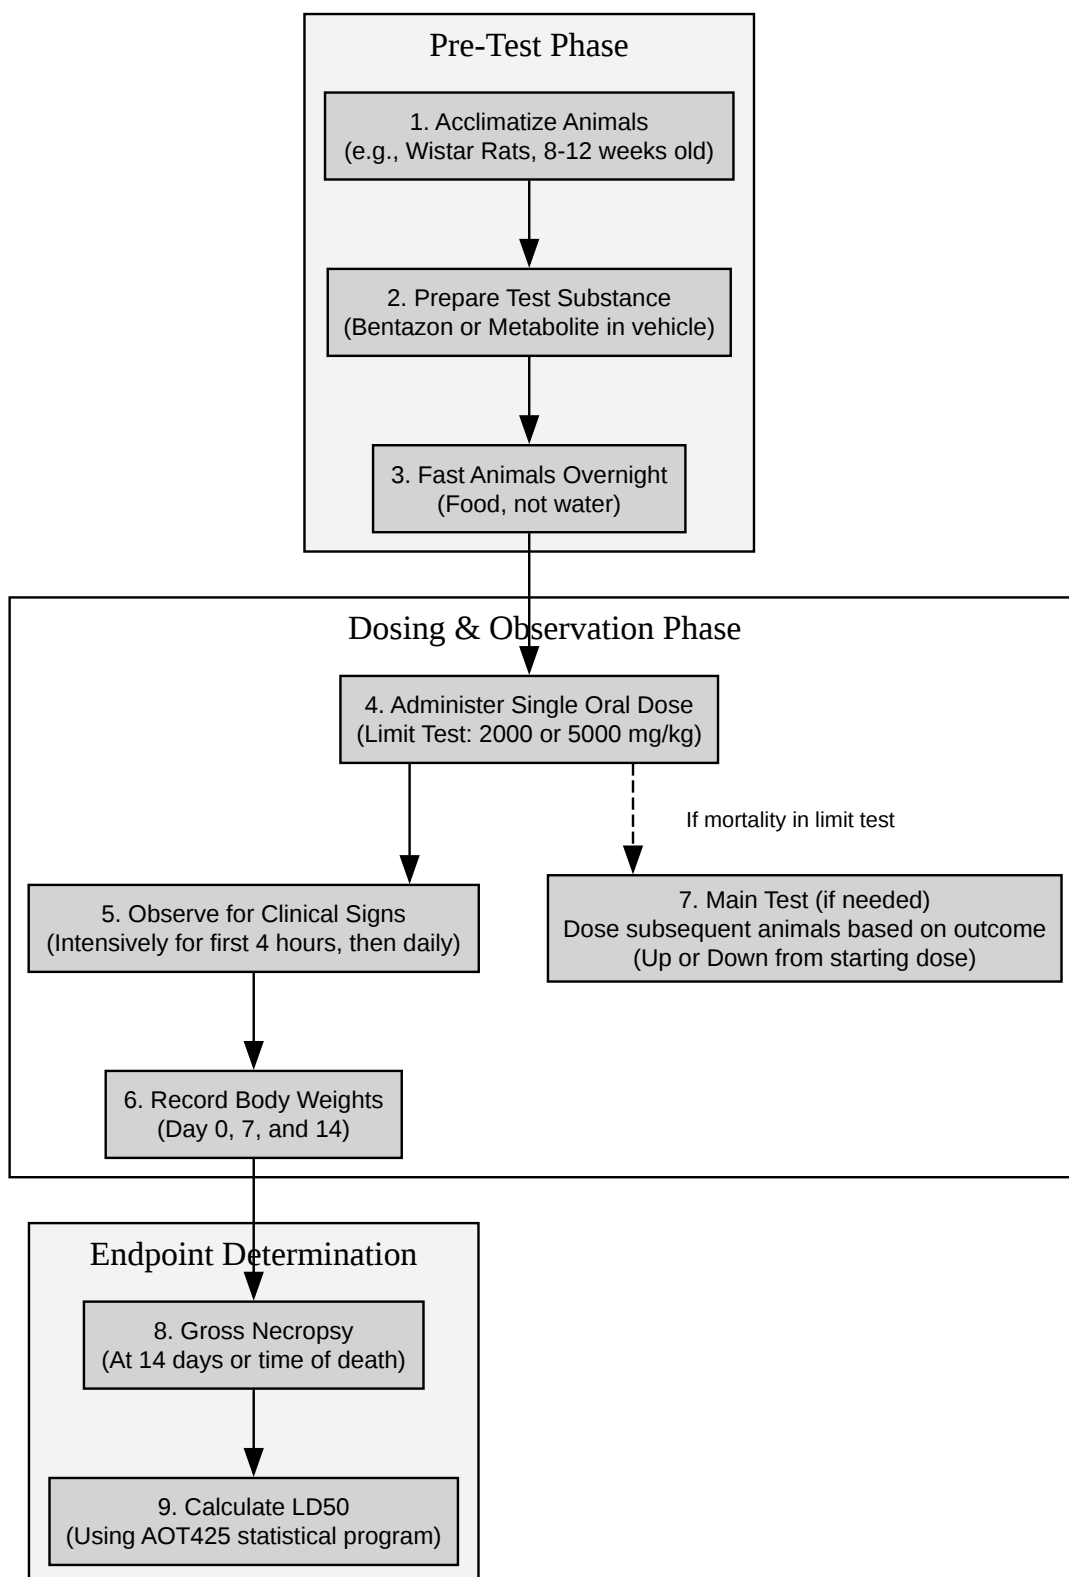 Pre-Test Phase
1. Acclimatize Animals
(e.g., Wistar Rats, 8-12 weeks old)
2. Prepare Test Substance
(Bentazon or Metabolite in vehicle)
3. Fast Animals Overnight
(Food, not water)
Dosing & Observation Phase
4. Administer Single Oral Dose
(Limit Test: 2000 or 5000 mg/kg)
If mortality in limit test
5. Observe for Clinical Signs
(Intensively for first 4 hours, then daily)
7. Main Test (if needed)
Dose subsequent animals based on outcome
(Up or Down from starting dose)
6. Record Body Weights
(Day 0, 7, and 14)
Endpoint Determination
8. Gross Necropsy
(At 14 days or time of death)
9. Calculate LD50
(Using AOT425 statistical program)